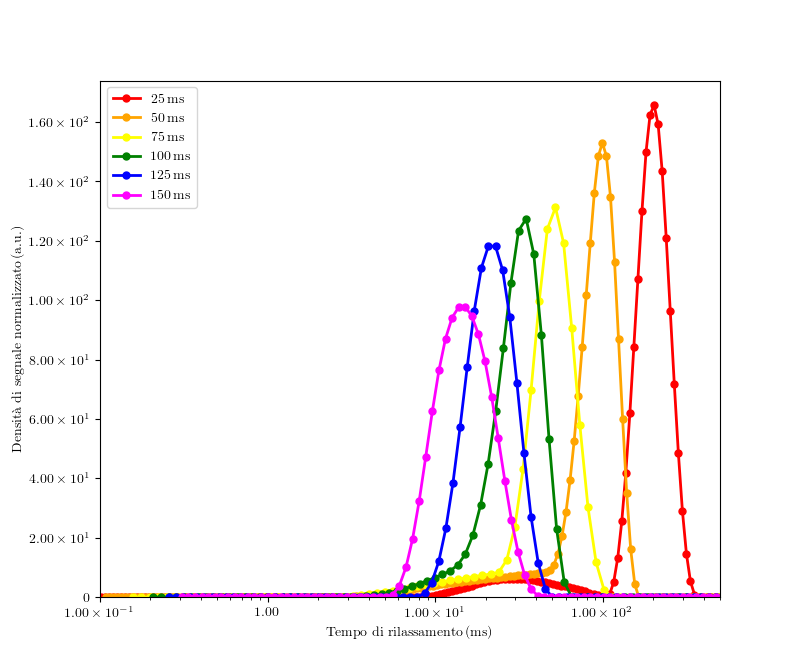 25 ms
50 ms
75 ms
100 ms
125 ms
150 ms
1.60 × 10²
1.40 × 10²
1.20 × 10²
1.00 × 10²
8.00 × 10¹
6.00 × 10¹
4.00 × 10¹
2.00 × 10¹
0
Densità di segnale normalizzato (a.u.)
1.00 × 10⁻¹ 1.00 1.00 × 10¹ 1.00 × 10²
Tempo di rilassamento (ms)